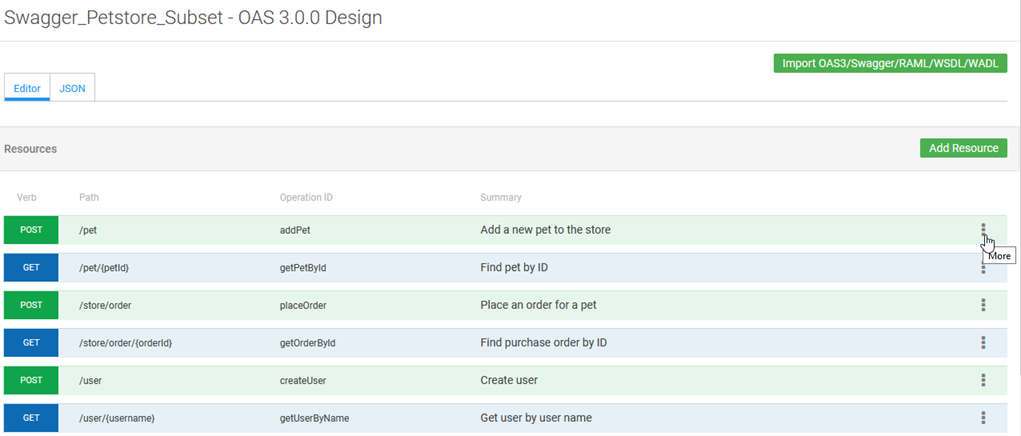 Swagger_Petstore_Subset - OAS 3.0.0 Design
Import OAS3/Swagger/RAML/WSDL/WADL
Editor JSON
Resources Add Resource
Verb Path Operation ID Summary
POST /pet addPet Add a new pet to the store
More
GET /pet/{petId} getPetById Find pet by ID
POST /store/order placeOrder Place an order for a pet
GET /store/order/{orderId} getOrderById Find purchase order by ID
POST /user createUser Create user
GET /user/{username} getUserByName Get user by user name